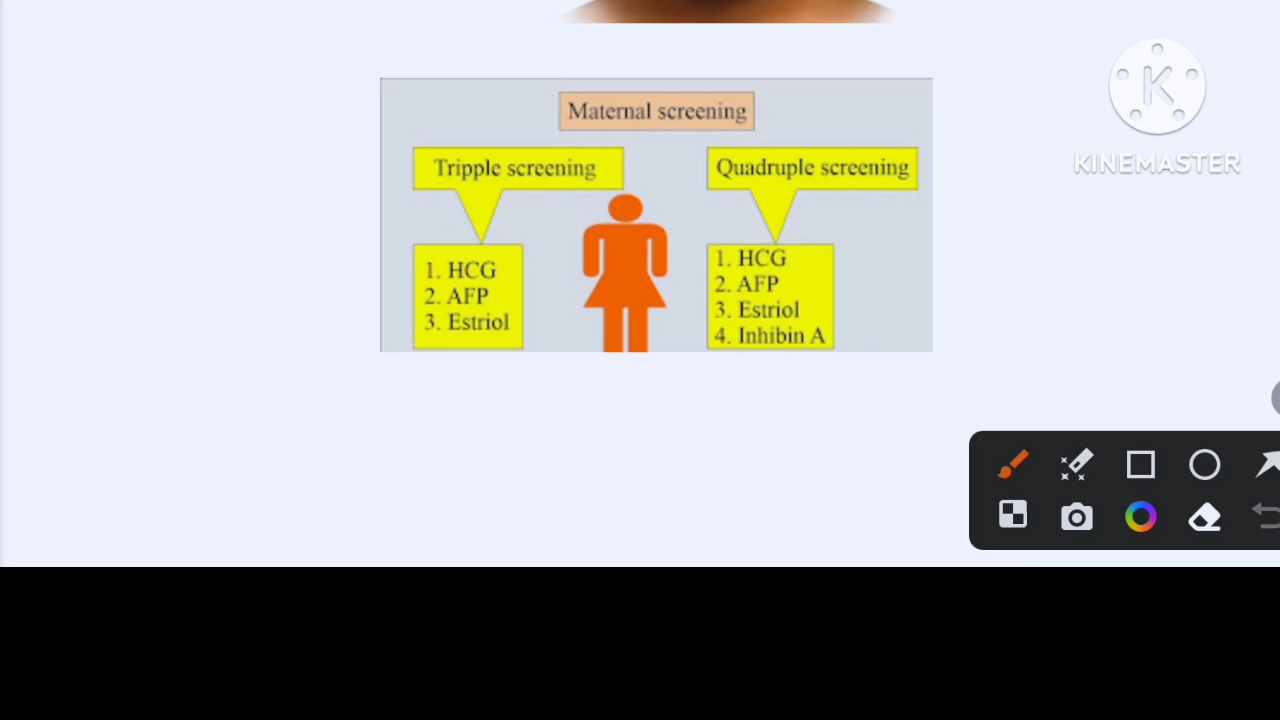 Maternal screening
Tripple screening
Quadruple screening
1. HCG
2. AFP
3. Estriol
1. HCG
2. AFP
3. Estriol
4. Inhibin A
KINEMASTER